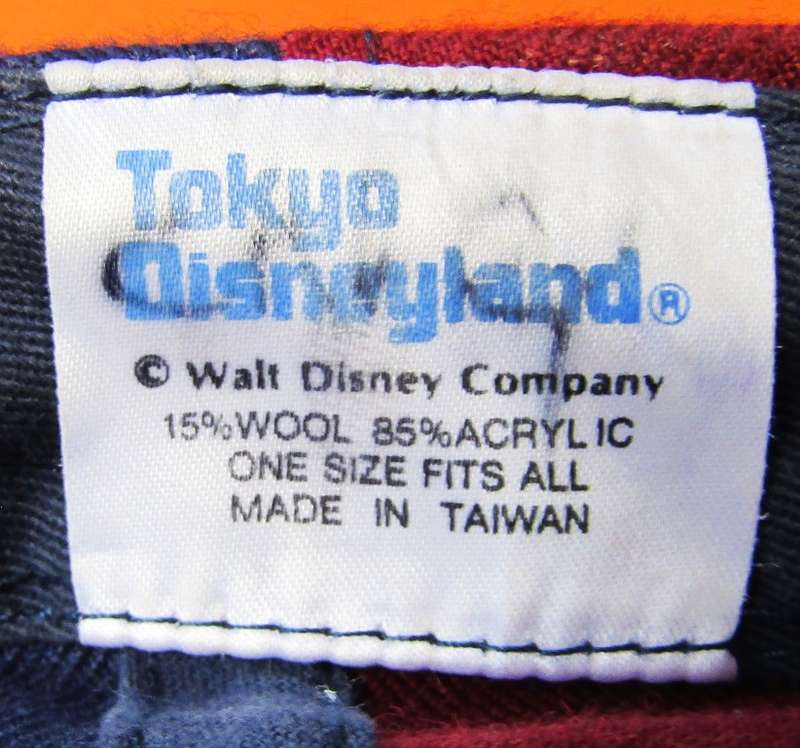 Tokyo
Disneyland®
© Walt Disney Company
15%WOOL 85%ACRYLIC
ONE SIZE FITS ALL
MADE IN TAIWAN